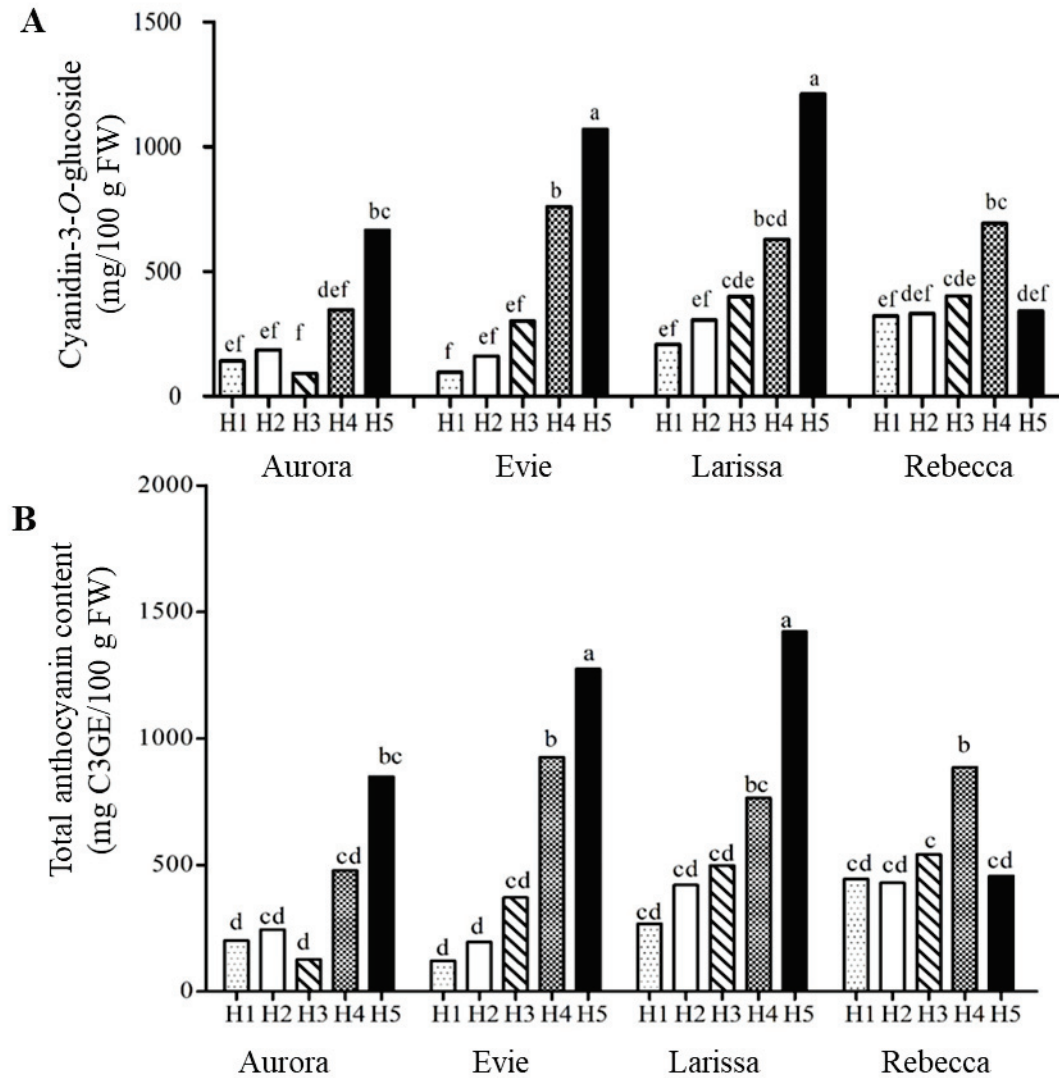 A
Cyanidin-3-O-glucoside
(mg/100 g FW)
1500
1000
500
0
ef ef f def bc
f ef ef b a
ef ef cde bcd a
ef def cde b def
H1 H2 H3 H4 H5 H1 H2 H3 H4 H5 H1 H2 H3 H4 H5 H1 H2 H3 H4 H5
Aurora Evie Larissa Rebecca
B
Total anthocyanin content
(mg C3GE/100 g FW)
2000
1500
1000
500
0
d cd d cd bc
d d cd b a
cd cd cd bc a
cd cd c b cd
H1 H2 H3 H4 H5 H1 H2 H3 H4 H5 H1 H2 H3 H4 H5 H1 H2 H3 H4 H5
Aurora Evie Larissa Rebecca